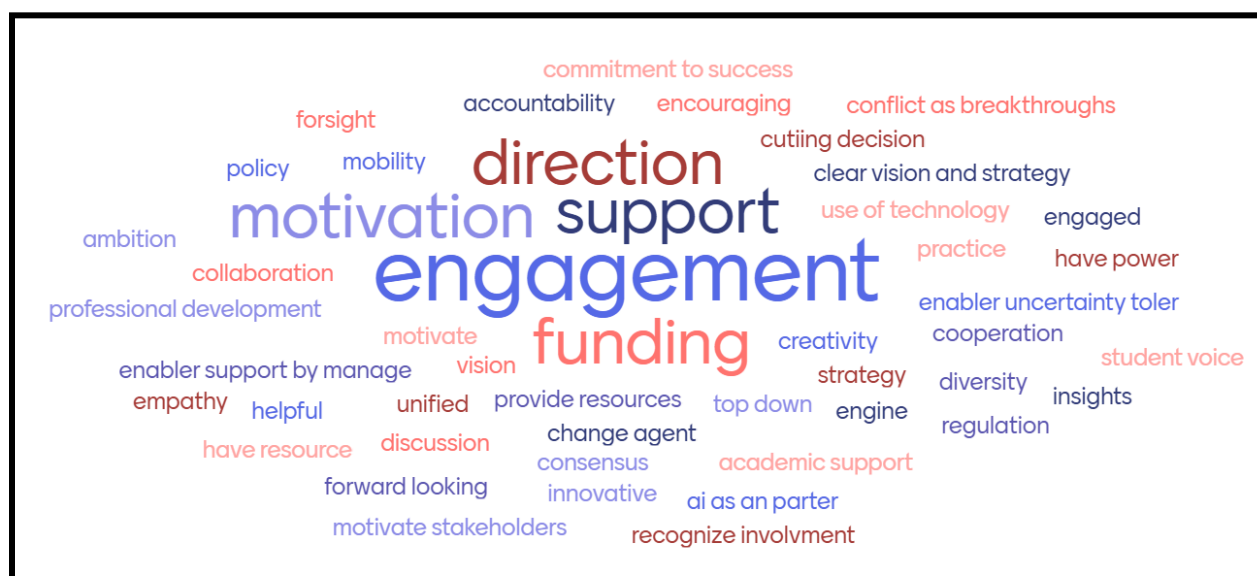 commitment to success
accountability encouraging conflict as breakthroughs
forsight
cutiing decision
direction
policy mobility
clear vision and strategy
motivation support
use of technology engaged
ambition
practice have power
collaboration
engagement
professional development
enabler uncertainty toler
motivate funding creativity cooperation
student voice
enabler support by manage vision
strategy diversity insights
empathy helpful unified provide resources top down engine
regulation
have resource discussion change agent
consensus academic support
forward looking innovative ai as an parter
motivate stakeholders recognize involvment